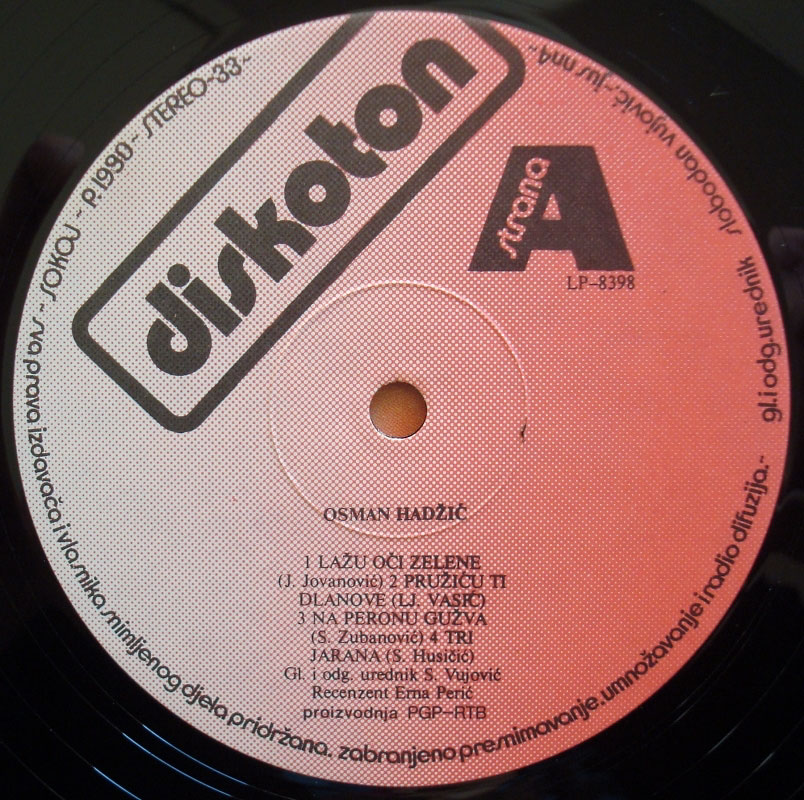 diskoton
strana
A
LP-8398
OSMAN HADŽIĆ
1 LAŽU OČI ZELENE
(J. Jovanović) 2 PRUŽIĆU TI
DLANOVE (LJ. VASIĆ)
3 NA PERONU GUŽVA
(S. Zubanović) 4 TRI
JARANA (S. Husičić)
Gl. i odg. urednik S. Vujović
Recenzent Erna Perić
proizvodnja PGP-RTB
SOKOJ - P.1990 - STEREO-33-
sva prava izdavača i vlasnika snimljenog djela pridržana. zabranjeno presnimavanje, umnožavanje i radio difuzija.-
gl. i odg. urednik slobodan vujović.-